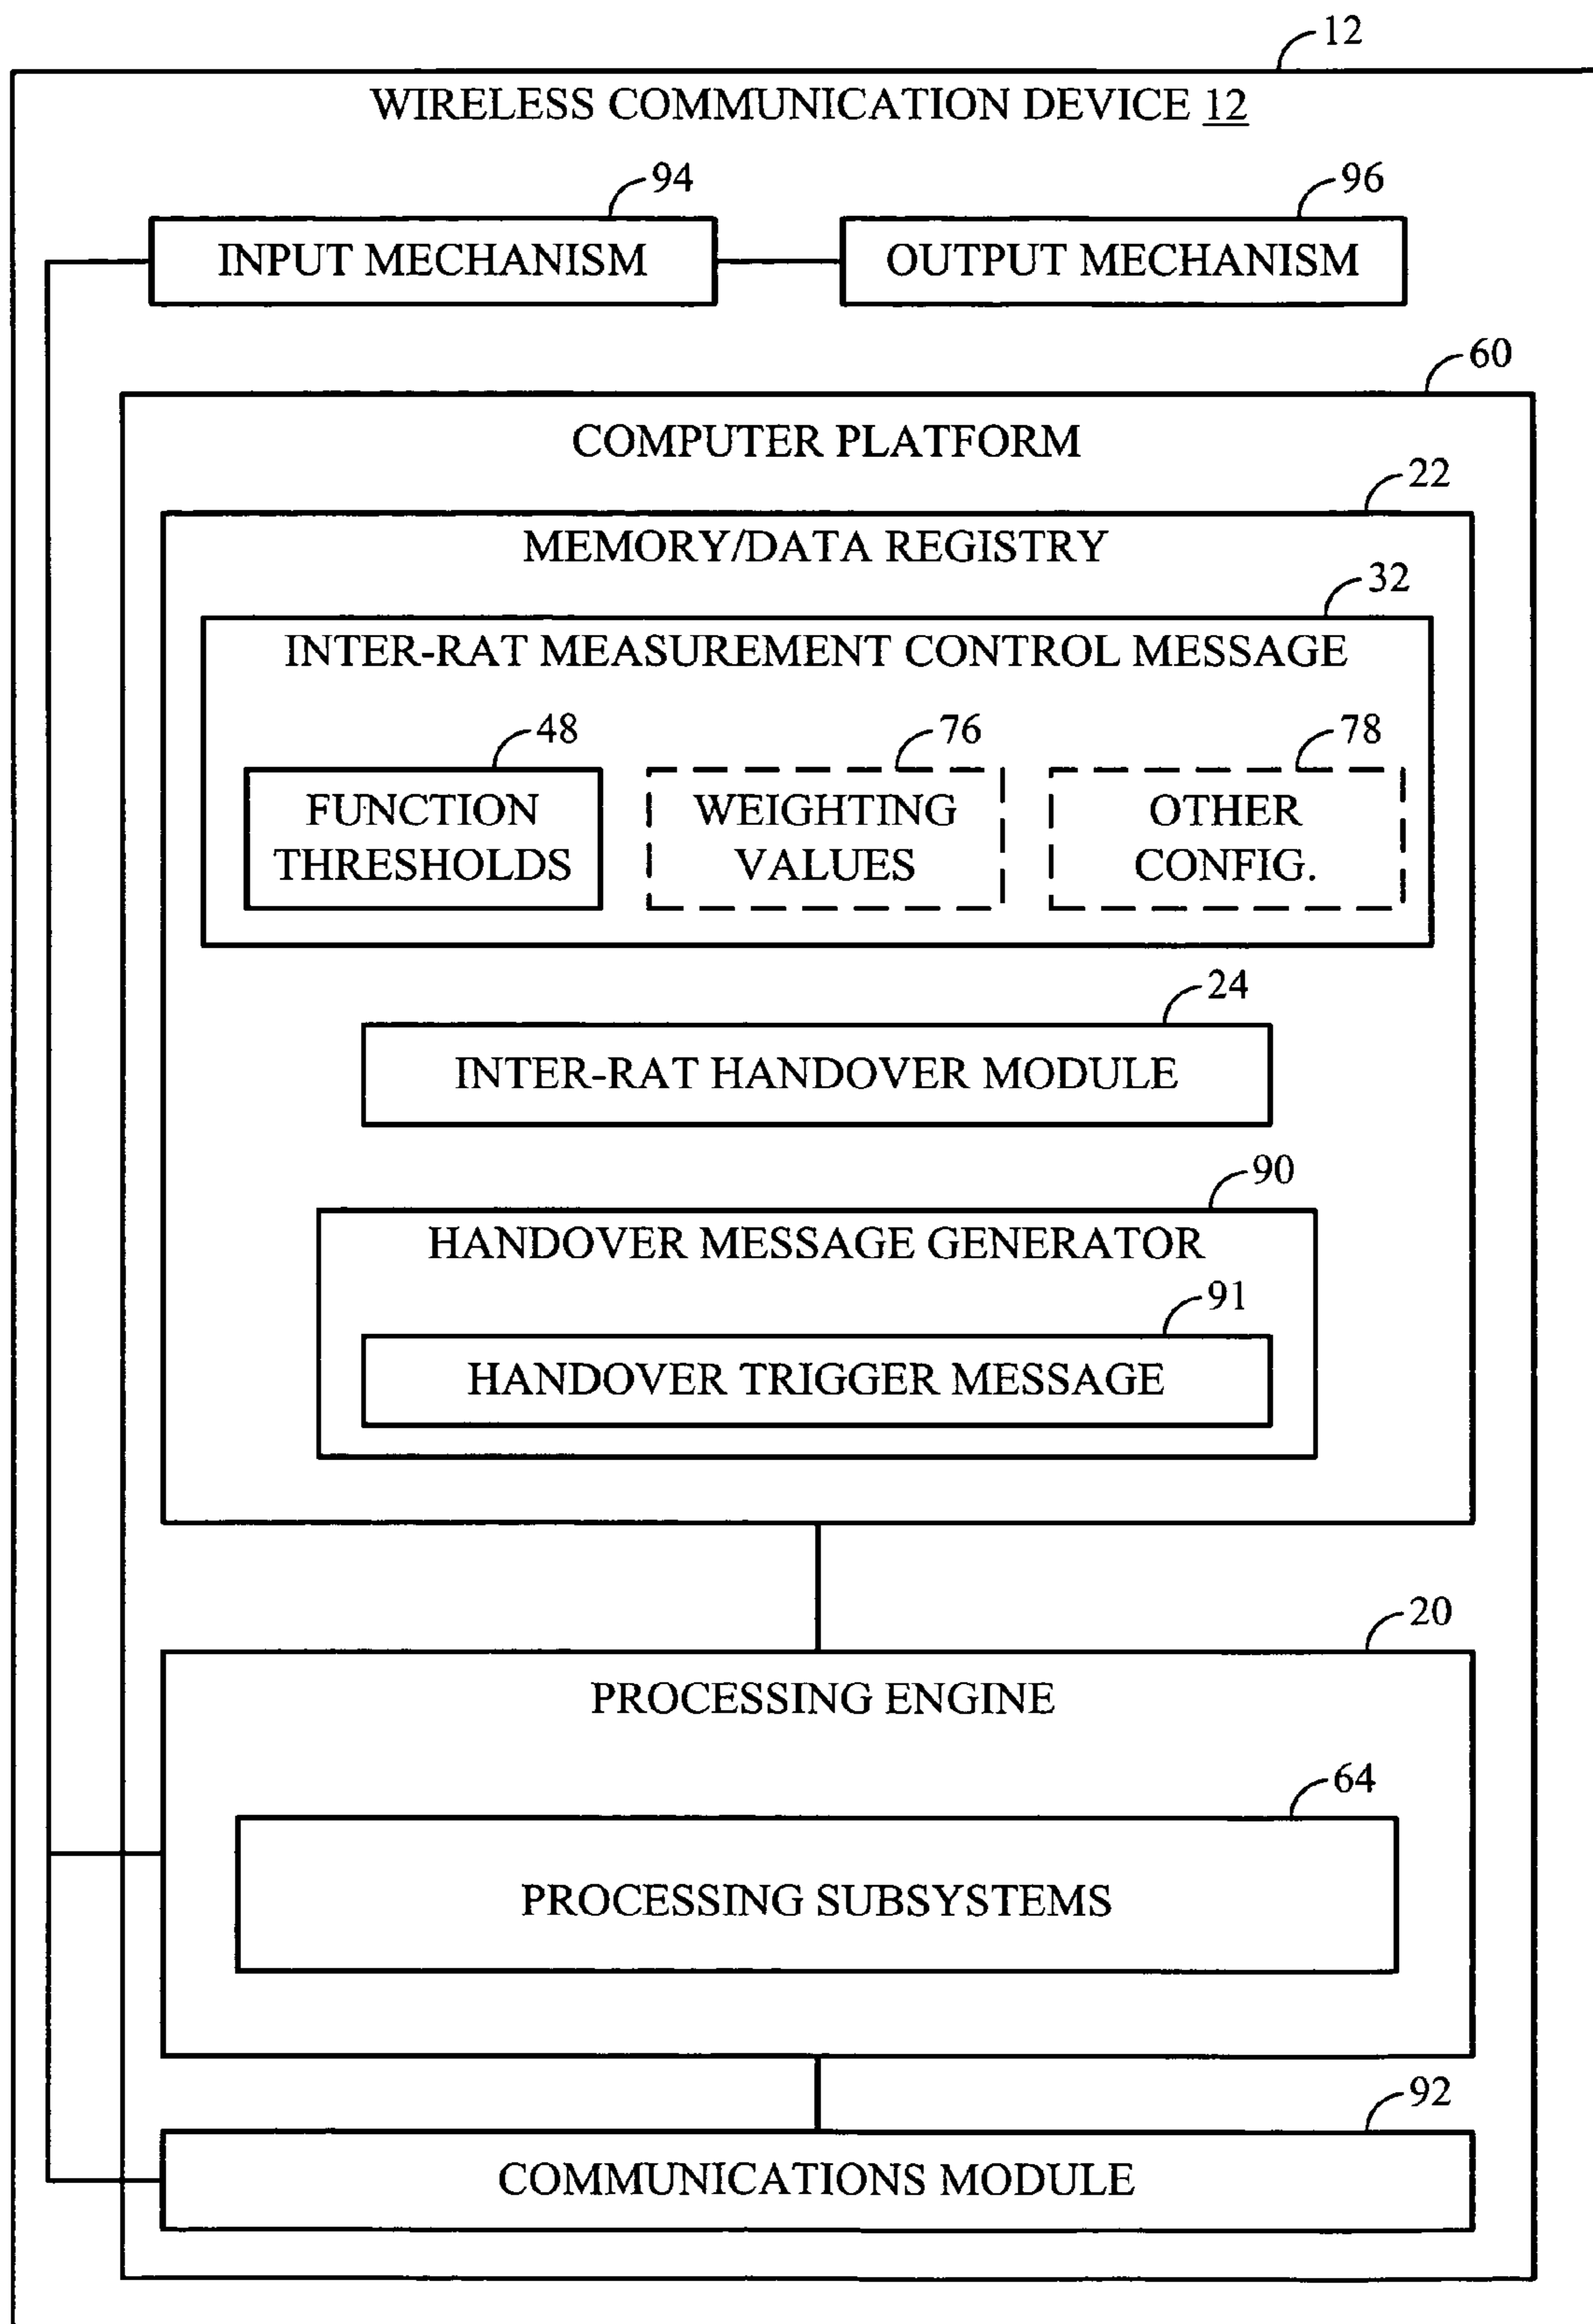 12
WIRELESS COMMUNICATION DEVICE 12
94
96
INPUT MECHANISM
OUTPUT MECHANISM
60
COMPUTER PLATFORM
22
MEMORY/DATA REGISTRY
32
INTER-RAT MEASUREMENT CONTROL MESSAGE
48
76
78
FUNCTION
THRESHOLDS
WEIGHTING
VALUES
OTHER
CONFIG.
24
INTER-RAT HANDOVER MODULE
90
HANDOVER MESSAGE GENERATOR
91
HANDOVER TRIGGER MESSAGE
20
PROCESSING ENGINE
64
PROCESSING SUBSYSTEMS
92
COMMUNICATIONS MODULE